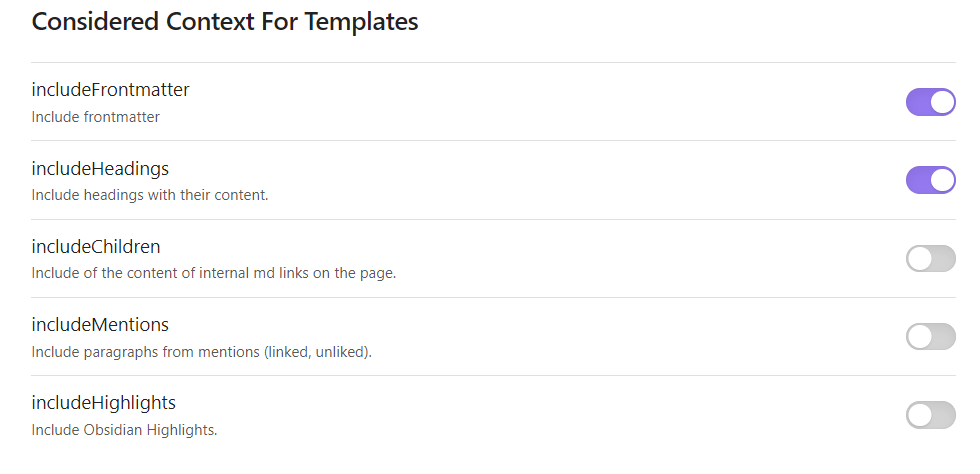 Considered Context For Templates
includeFrontmatter
Include frontmatter
includeHeadings
Include headings with their content.
includeChildren
Include of the content of internal md links on the page.
includeMentions
Include paragraphs from mentions (linked, unliked).
includeHighlights
Include Obsidian Highlights.